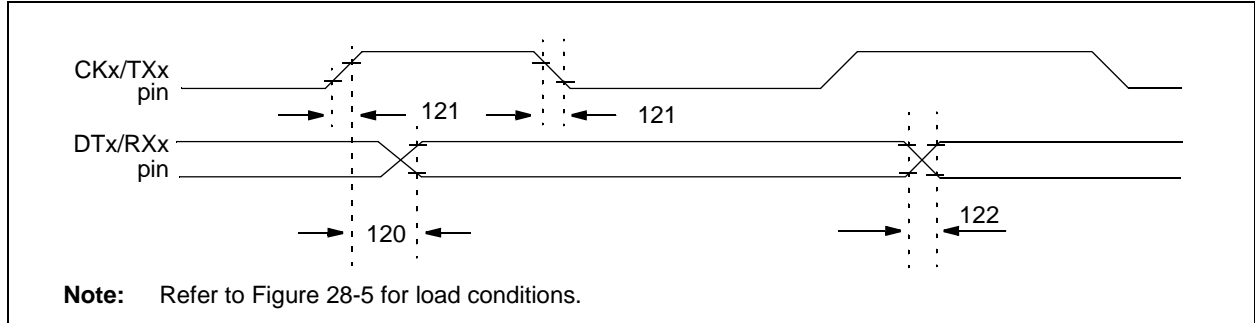 CKx/TXx
pin
121
121
DTx/RXx
pin
120
122
Note: Refer to Figure 28-5 for load conditions.